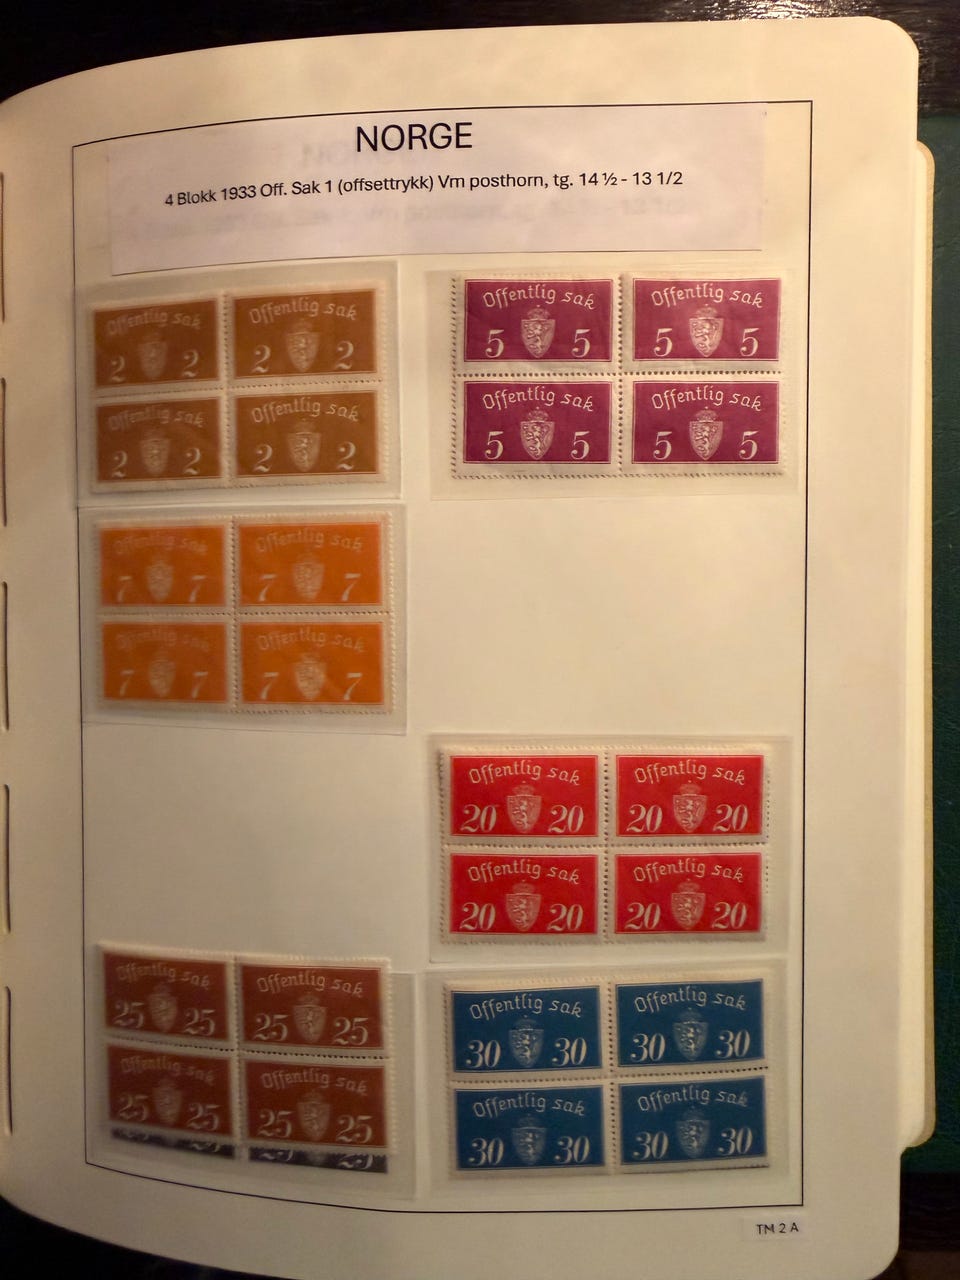 NORGE
4 Blokk 1933 Off. Sak 1 (offsettrykk) Vm posthorn, tg. 14 ½ - 13 1/2
Offentlig sak Offentlig sak
2 2 2 2
Offentlig sak Offentlig sak
2 2 2 2
Offentlig sak Offentlig sak
5 5 5 5
Offentlig sak Offentlig sak
5 5 5 5
Offentlig sak Offentlig sak
7 7 7 7
Offentlig sak Offentlig sak
7 7 7 7
Offentlig sak Offentlig sak
20 20 20 20
Offentlig sak Offentlig sak
20 20 20 20
Offentlig sak Offentlig sak
25 25 25 25
Offentlig sak Offentlig sak
25 25 25 25
Offentlig sak Offentlig sak
30 30 30 30
Offentlig sak Offentlig sak
30 30 30 30
TM 2 A